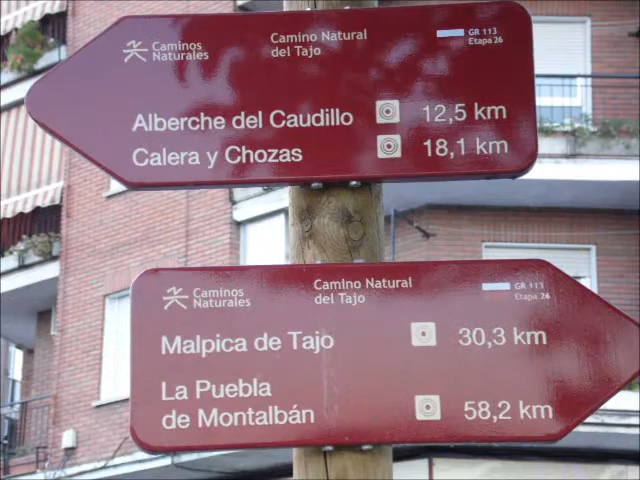 Caminos
Naturales
Camino Natural
del Tajo
GR 113
Etapa 26
Alberche del Caudillo 12,5 km
Calera y Chozas 18,1 km
Caminos
Naturales
Camino Natural
del Tajo
GR 113
Etapa 26
Malpica de Tajo 30,3 km
La Puebla
de Montalbán 58,2 km